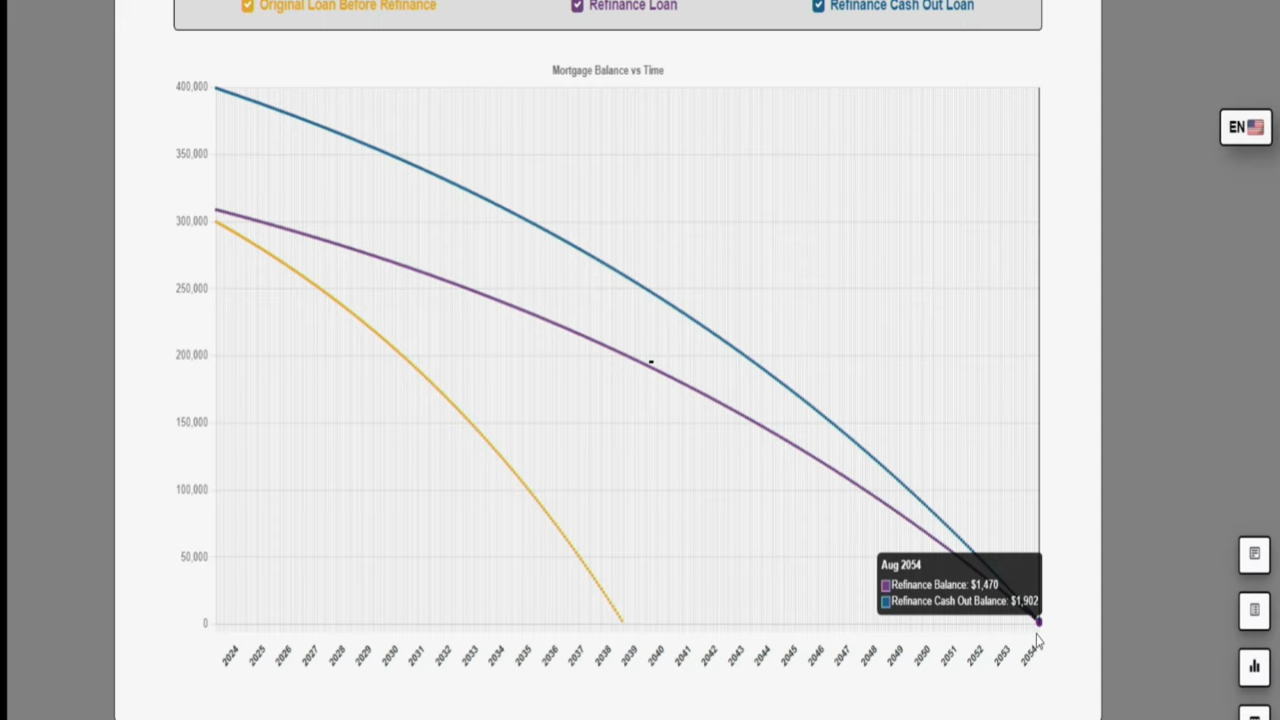 Original Loan Before Refinance
Refinance Loan
Refinance Cash Out Loan
Mortgage Balance vs Time
400,000
350,000
300,000
250,000
200,000
150,000
100,000
50,000
0
EN
Aug 2054
Refinance Balance: $1,470
Refinance Cash Out Balance: $1,902
2024 2025 2026 2027 2028 2029 2030 2031 2032 2033 2034 2035 2036 2037 2038 2039 2040 2041 2042 2043 2044 2045 2046 2047 2048 2049 2050 2051 2052 2053 2054